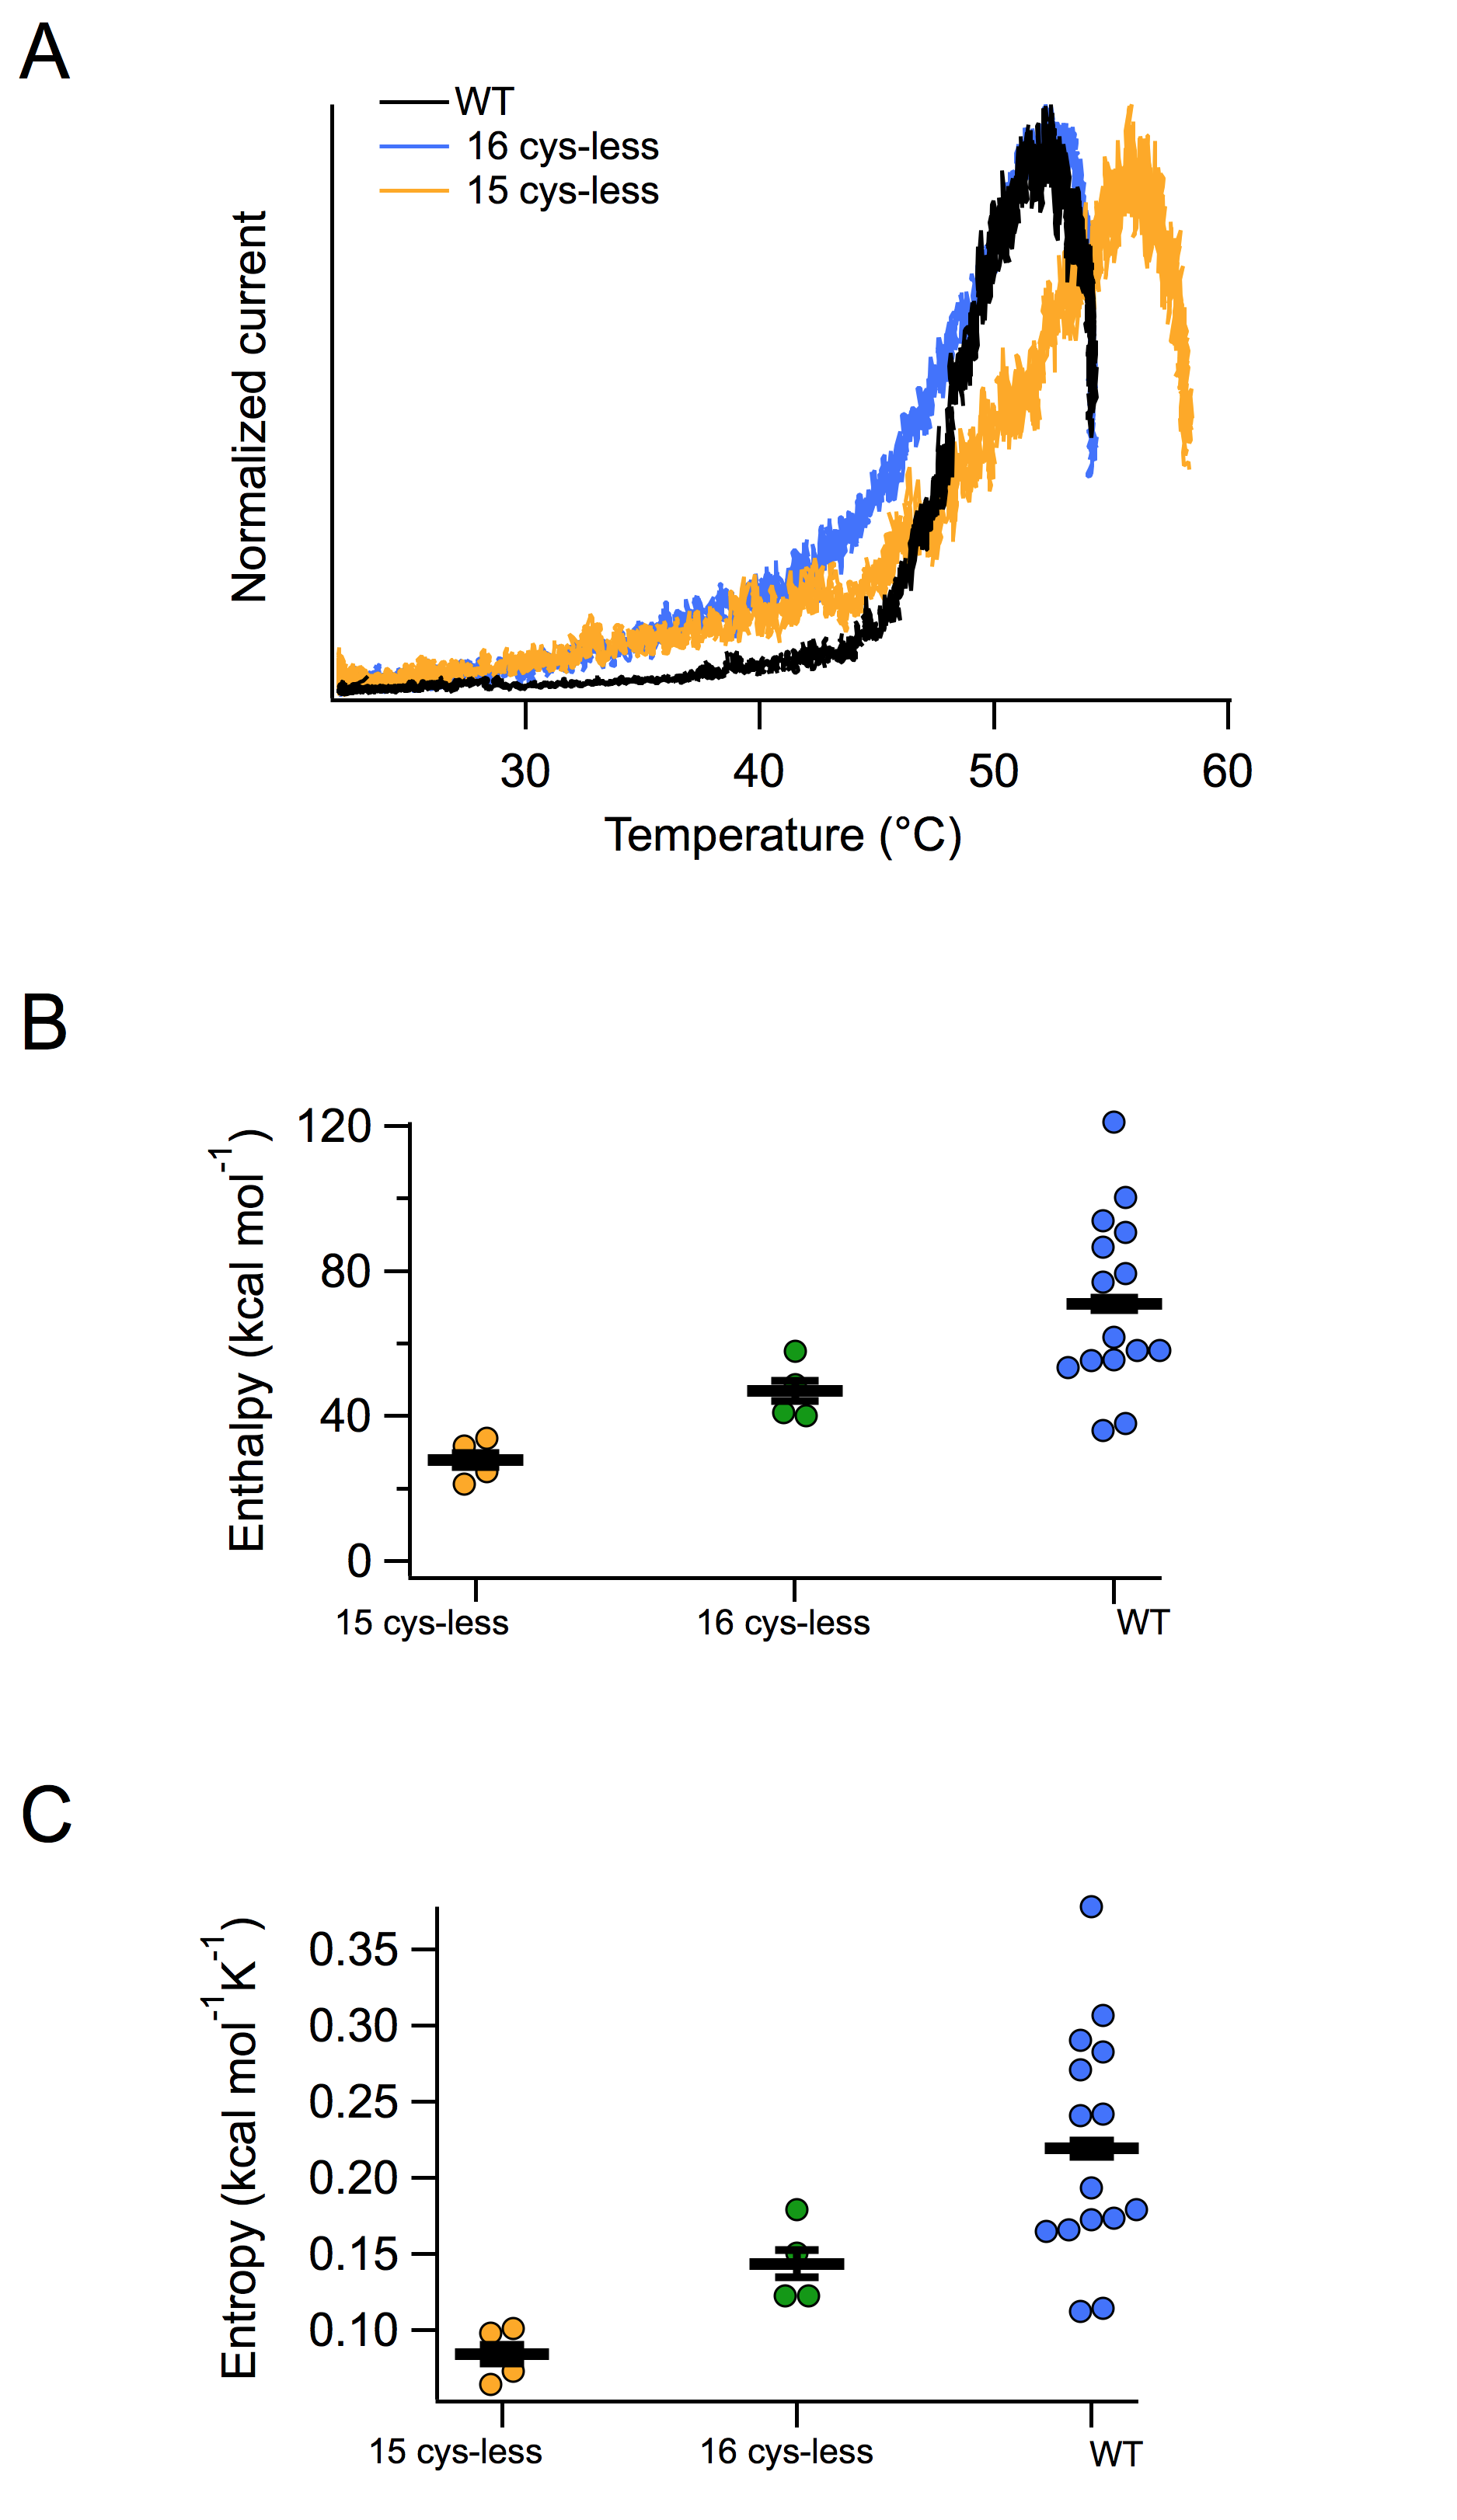 A
WT
16 cys-less
15 cys-less
Normalized current
30 40 50 60
Temperature (°C)
B
Enthalpy (kcal mol⁻¹)
120
80
40
0
15 cys-less 16 cys-less WT
C
Entropy (kcal mol⁻¹K⁻¹)
0.35
0.30
0.25
0.20
0.15
0.10
15 cys-less 16 cys-less WT